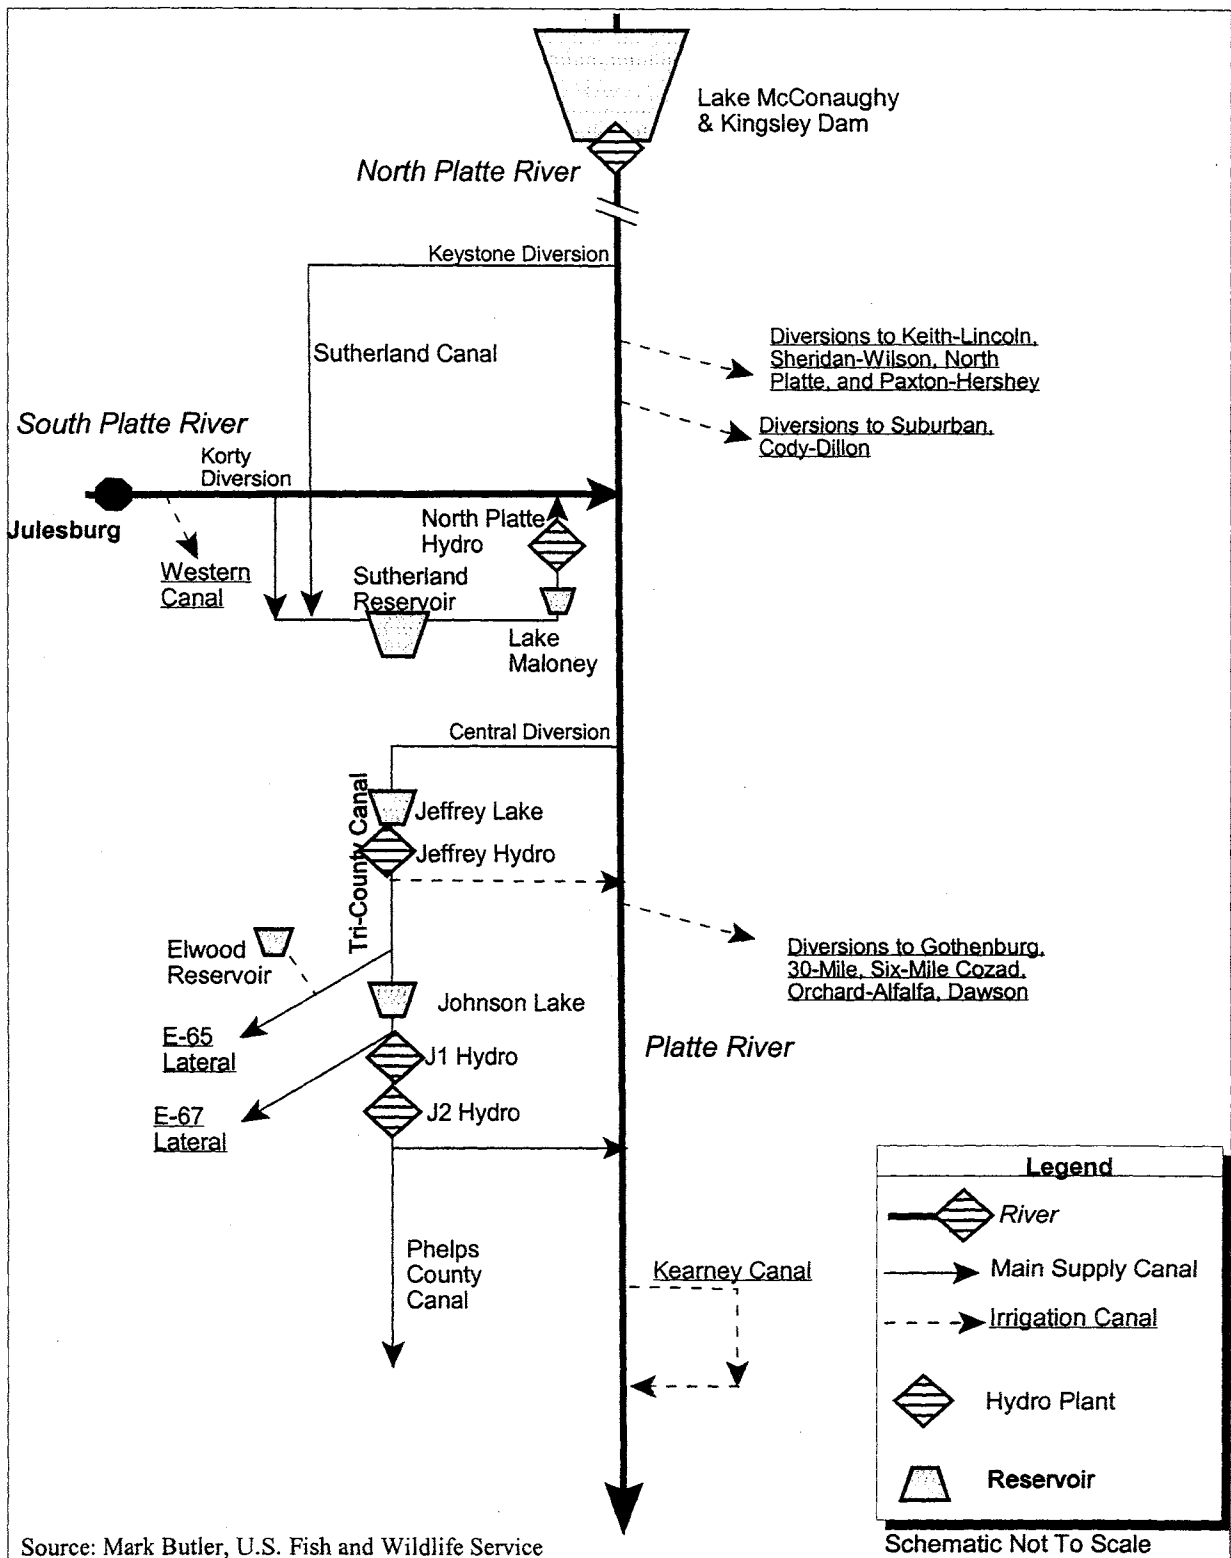 Lake McConaughy
& Kingsley Dam
North Platte River
Keystone Diversion
Sutherland Canal
Diversions to Keith-Lincoln,
Sheridan-Wilson, North
Platte, and Paxton-Hershey
South Platte River
Diversions to Suburban,
Cody-Dillon
Korty
Diversion
Julesburg
North Platte
Hydro
Western
Canal
Sutherland
Reservoir
Lake
Maloney
Central Diversion
Tri-County Canal
Jeffrey Lake
Jeffrey Hydro
Elwood
Reservoir
Diversions to Gothenburg,
30-Mile, Six-Mile Cozad,
Orchard-Alfalfa, Dawson
Johnson Lake
E-65
Lateral
J1 Hydro
Platte River
E-67
Lateral
J2 Hydro
Phelps
County
Canal
Kearney Canal
Legend
River
Main Supply Canal
Irrigation Canal
Hydro Plant
Reservoir
Source: Mark Butler, U.S. Fish and Wildlife Service
Schematic Not To Scale